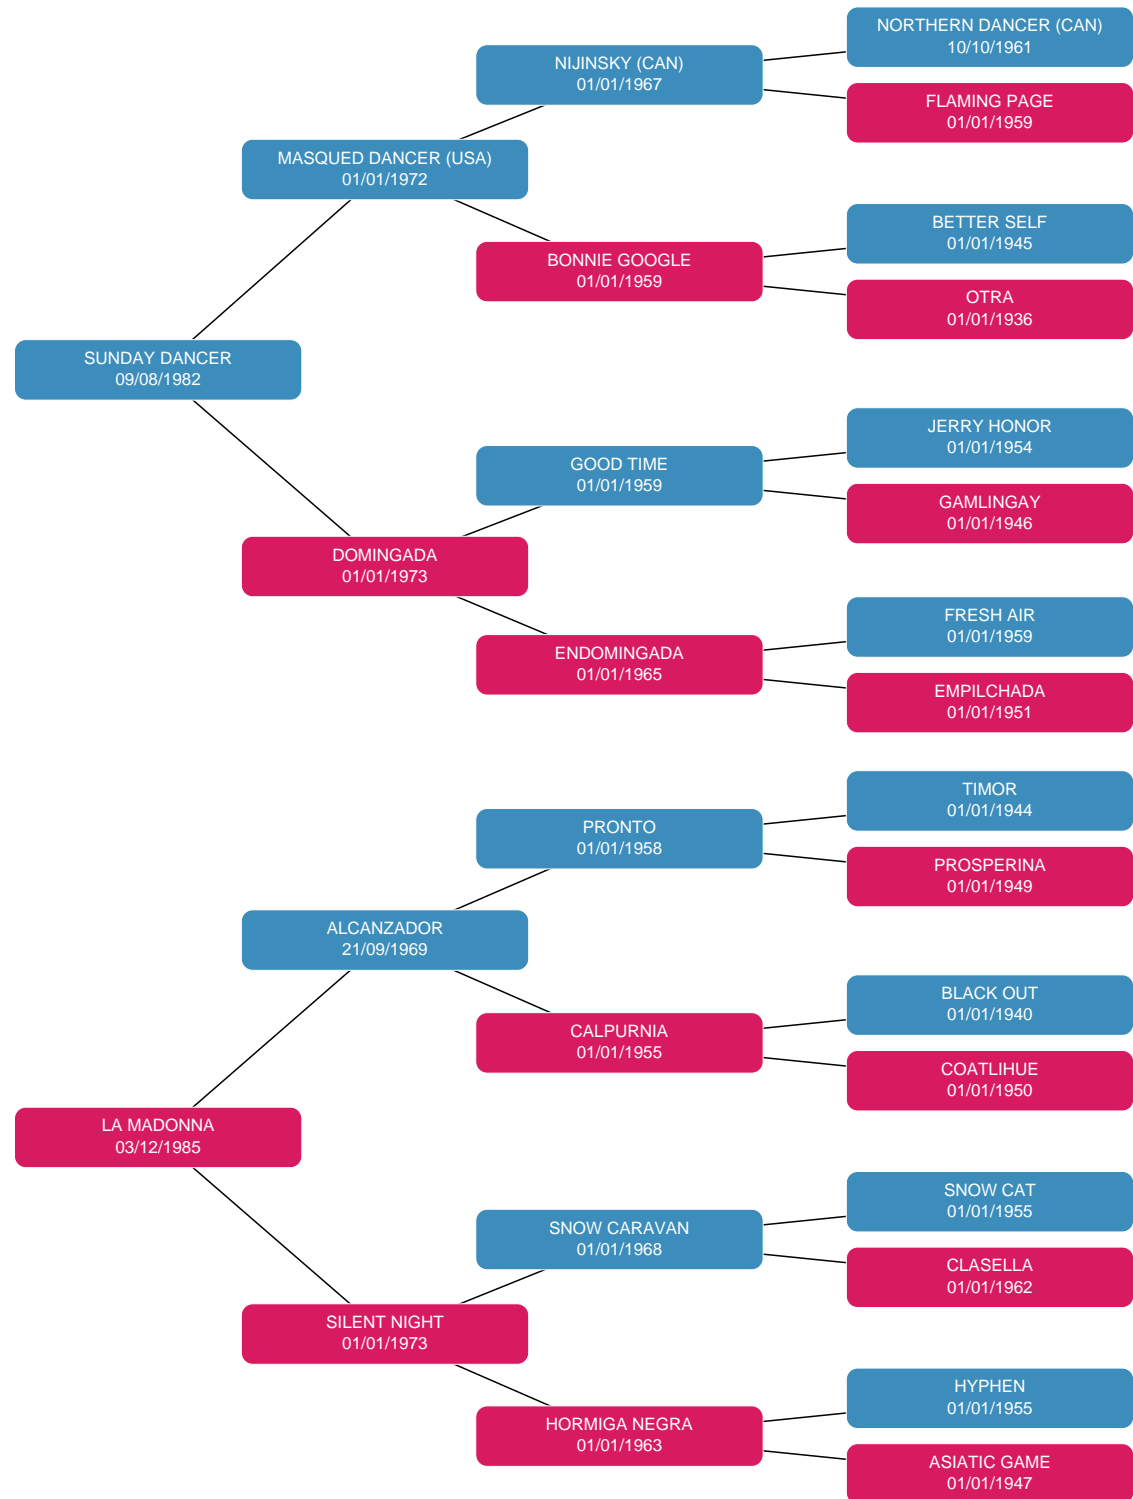 NORTHERN DANCER (CAN)
10/10/1961
NIJINSKY (CAN)
01/01/1967
FLAMING PAGE
01/01/1959
MASQUED DANCER (USA)
01/01/1972
BETTER SELF
01/01/1945
BONNIE GOOGLE
01/01/1959
OTRA
01/01/1936
SUNDAY DANCER
09/08/1982
JERRY HONOR
01/01/1954
GOOD TIME
01/01/1959
GAMLINGAY
01/01/1946
DOMINGADA
01/01/1973
FRESH AIR
01/01/1959
ENDOMINGADA
01/01/1965
EMPILCHADA
01/01/1951
TIMOR
01/01/1944
PRONTO
01/01/1958
PROSPERINA
01/01/1949
ALCANZADOR
21/09/1969
BLACK OUT
01/01/1940
CALPURNIA
01/01/1955
COATLIHUE
01/01/1950
LA MADONNA
03/12/1985
SNOW CAT
01/01/1955
SNOW CARAVAN
01/01/1968
CLASELLA
01/01/1962
SILENT NIGHT
01/01/1973
HYPHEN
01/01/1955
HORMIGA NEGRA
01/01/1963
ASIATIC GAME
01/01/1947